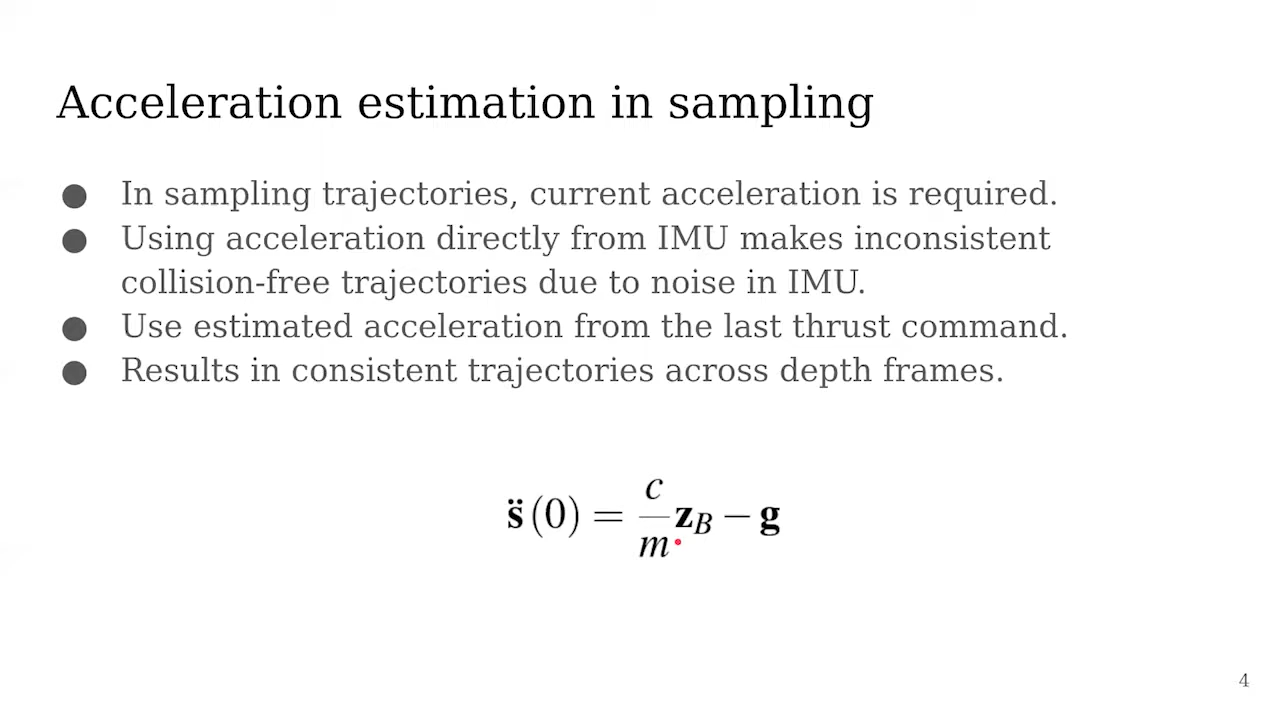 Acceleration estimation in sampling
● In sampling trajectories, current acceleration is required.
● Using acceleration directly from IMU makes inconsistent
collision-free trajectories due to noise in IMU.
● Use estimated acceleration from the last thrust command.
● Results in consistent trajectories across depth frames.
s̈(0) = c/m z_B − g
4